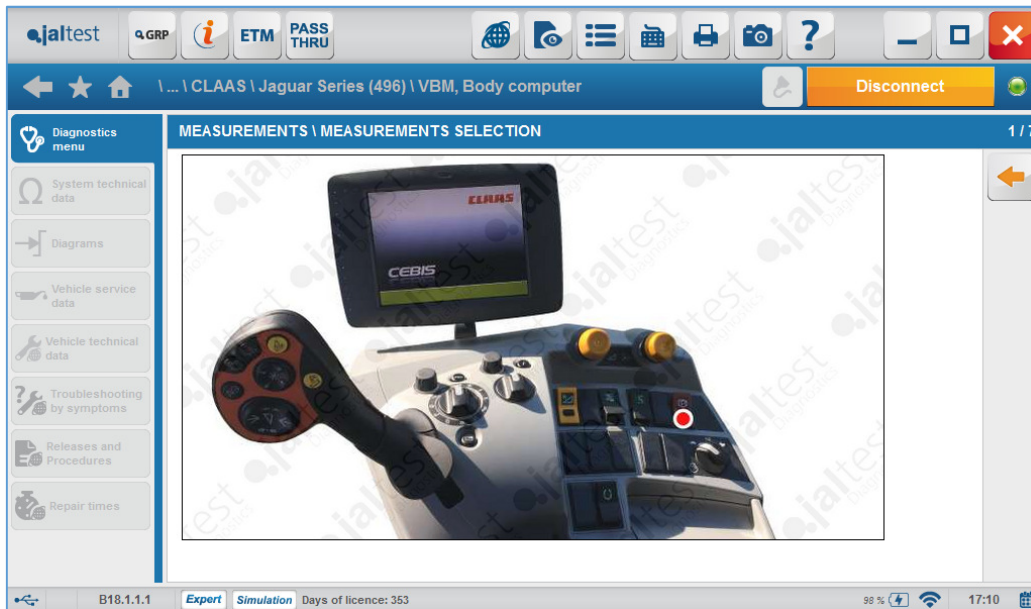 jaltest
GRP
i
ETM
PASS
THRU
?
\ ... \ CLAAS \ Jaguar Series (496) \ VBM, Body computer
Disconnect
Diagnostics
menu
MEASUREMENTS \ MEASUREMENTS SELECTION
1 / 7
System technical
data
Diagrams
Vehicle service
data
Vehicle technical
data
Troubleshooting
by symptoms
Releases and
Procedures
Repair times
CLAAS
CEBIS
jaltest
Diagnostics
B18.1.1.1
Expert
Simulation
Days of licence: 353
98 %
17:10